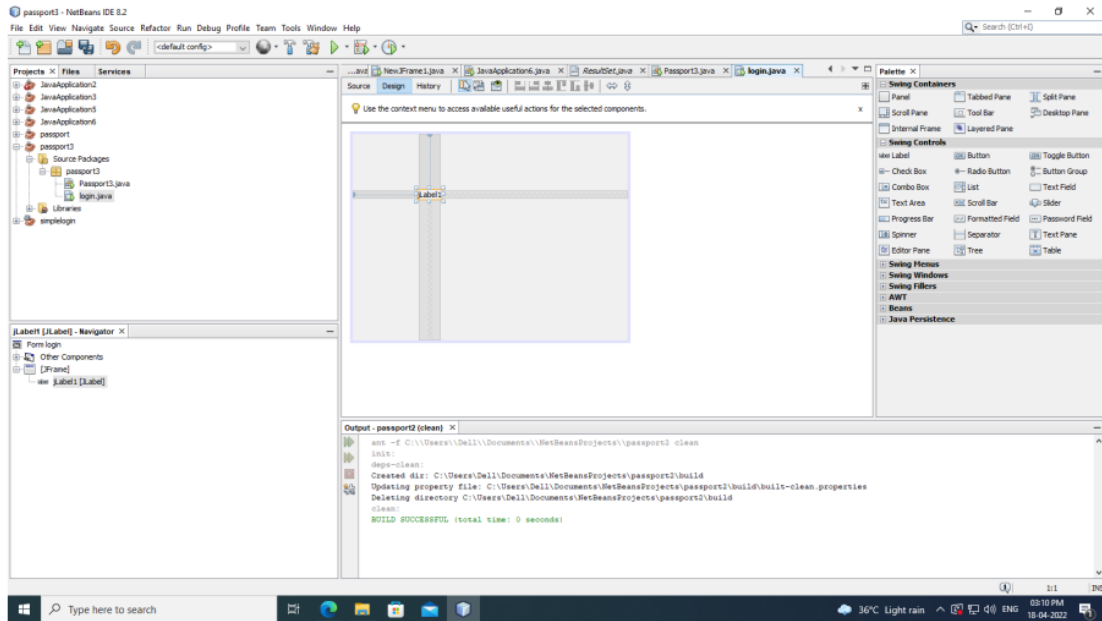 passport3 - NetBeans IDE 8.2
File Edit View Navigate Source Refactor Run Debug Profile Team Tools Window Help
Search (Ctrl+I)
<default config>
Projects Files Services
JavaApplication2
JavaApplication3
JavaApplication5
JavaApplication6
passport
passport3
Source Packages
passport3
Passport3.java
login.java
Libraries
simplelogin
...ava NewJFrame1.java JavaApplication6.java ResultSet.java Passport3.java login.java
Source Design History
Use the context menu to access available useful actions for the selected components.
jLabel1
Palette
Swing Containers
Panel Tabbed Pane Split Pane
Scroll Pane Tool Bar Desktop Pane
Internal Frame Layered Pane
Swing Controls
label Label Button Toggle Button
Check Box Radio Button Button Group
Combo Box List Text Field
Text Area Scroll Bar Slider
Progress Bar Formatted Field Password Field
Spinner Separator Text Pane
Editor Pane Tree Table
Swing Menus
Swing Windows
Swing Fillers
AWT
Beans
Java Persistence
jLabel1 [JLabel] - Navigator
Form login
Other Components
[JFrame]
label jLabel1 [JLabel]
Output - passport2 (clean)
ant -f C:\\Users\\Dell\\Documents\\NetBeansProjects\\passport2 clean
init:
deps-clean:
Created dir: C:\Users\Dell\Documents\NetBeansProjects\passport2\build
Updating property file: C:\Users\Dell\Documents\NetBeansProjects\passport2\build\built-clean.properties
Deleting directory C:\Users\Dell\Documents\NetBeansProjects\passport2\build
clean:
BUILD SUCCESSFUL (total time: 0 seconds)
1:1 INS
Type here to search
36°C Light rain ENG 03:10 PM
18-04-2022